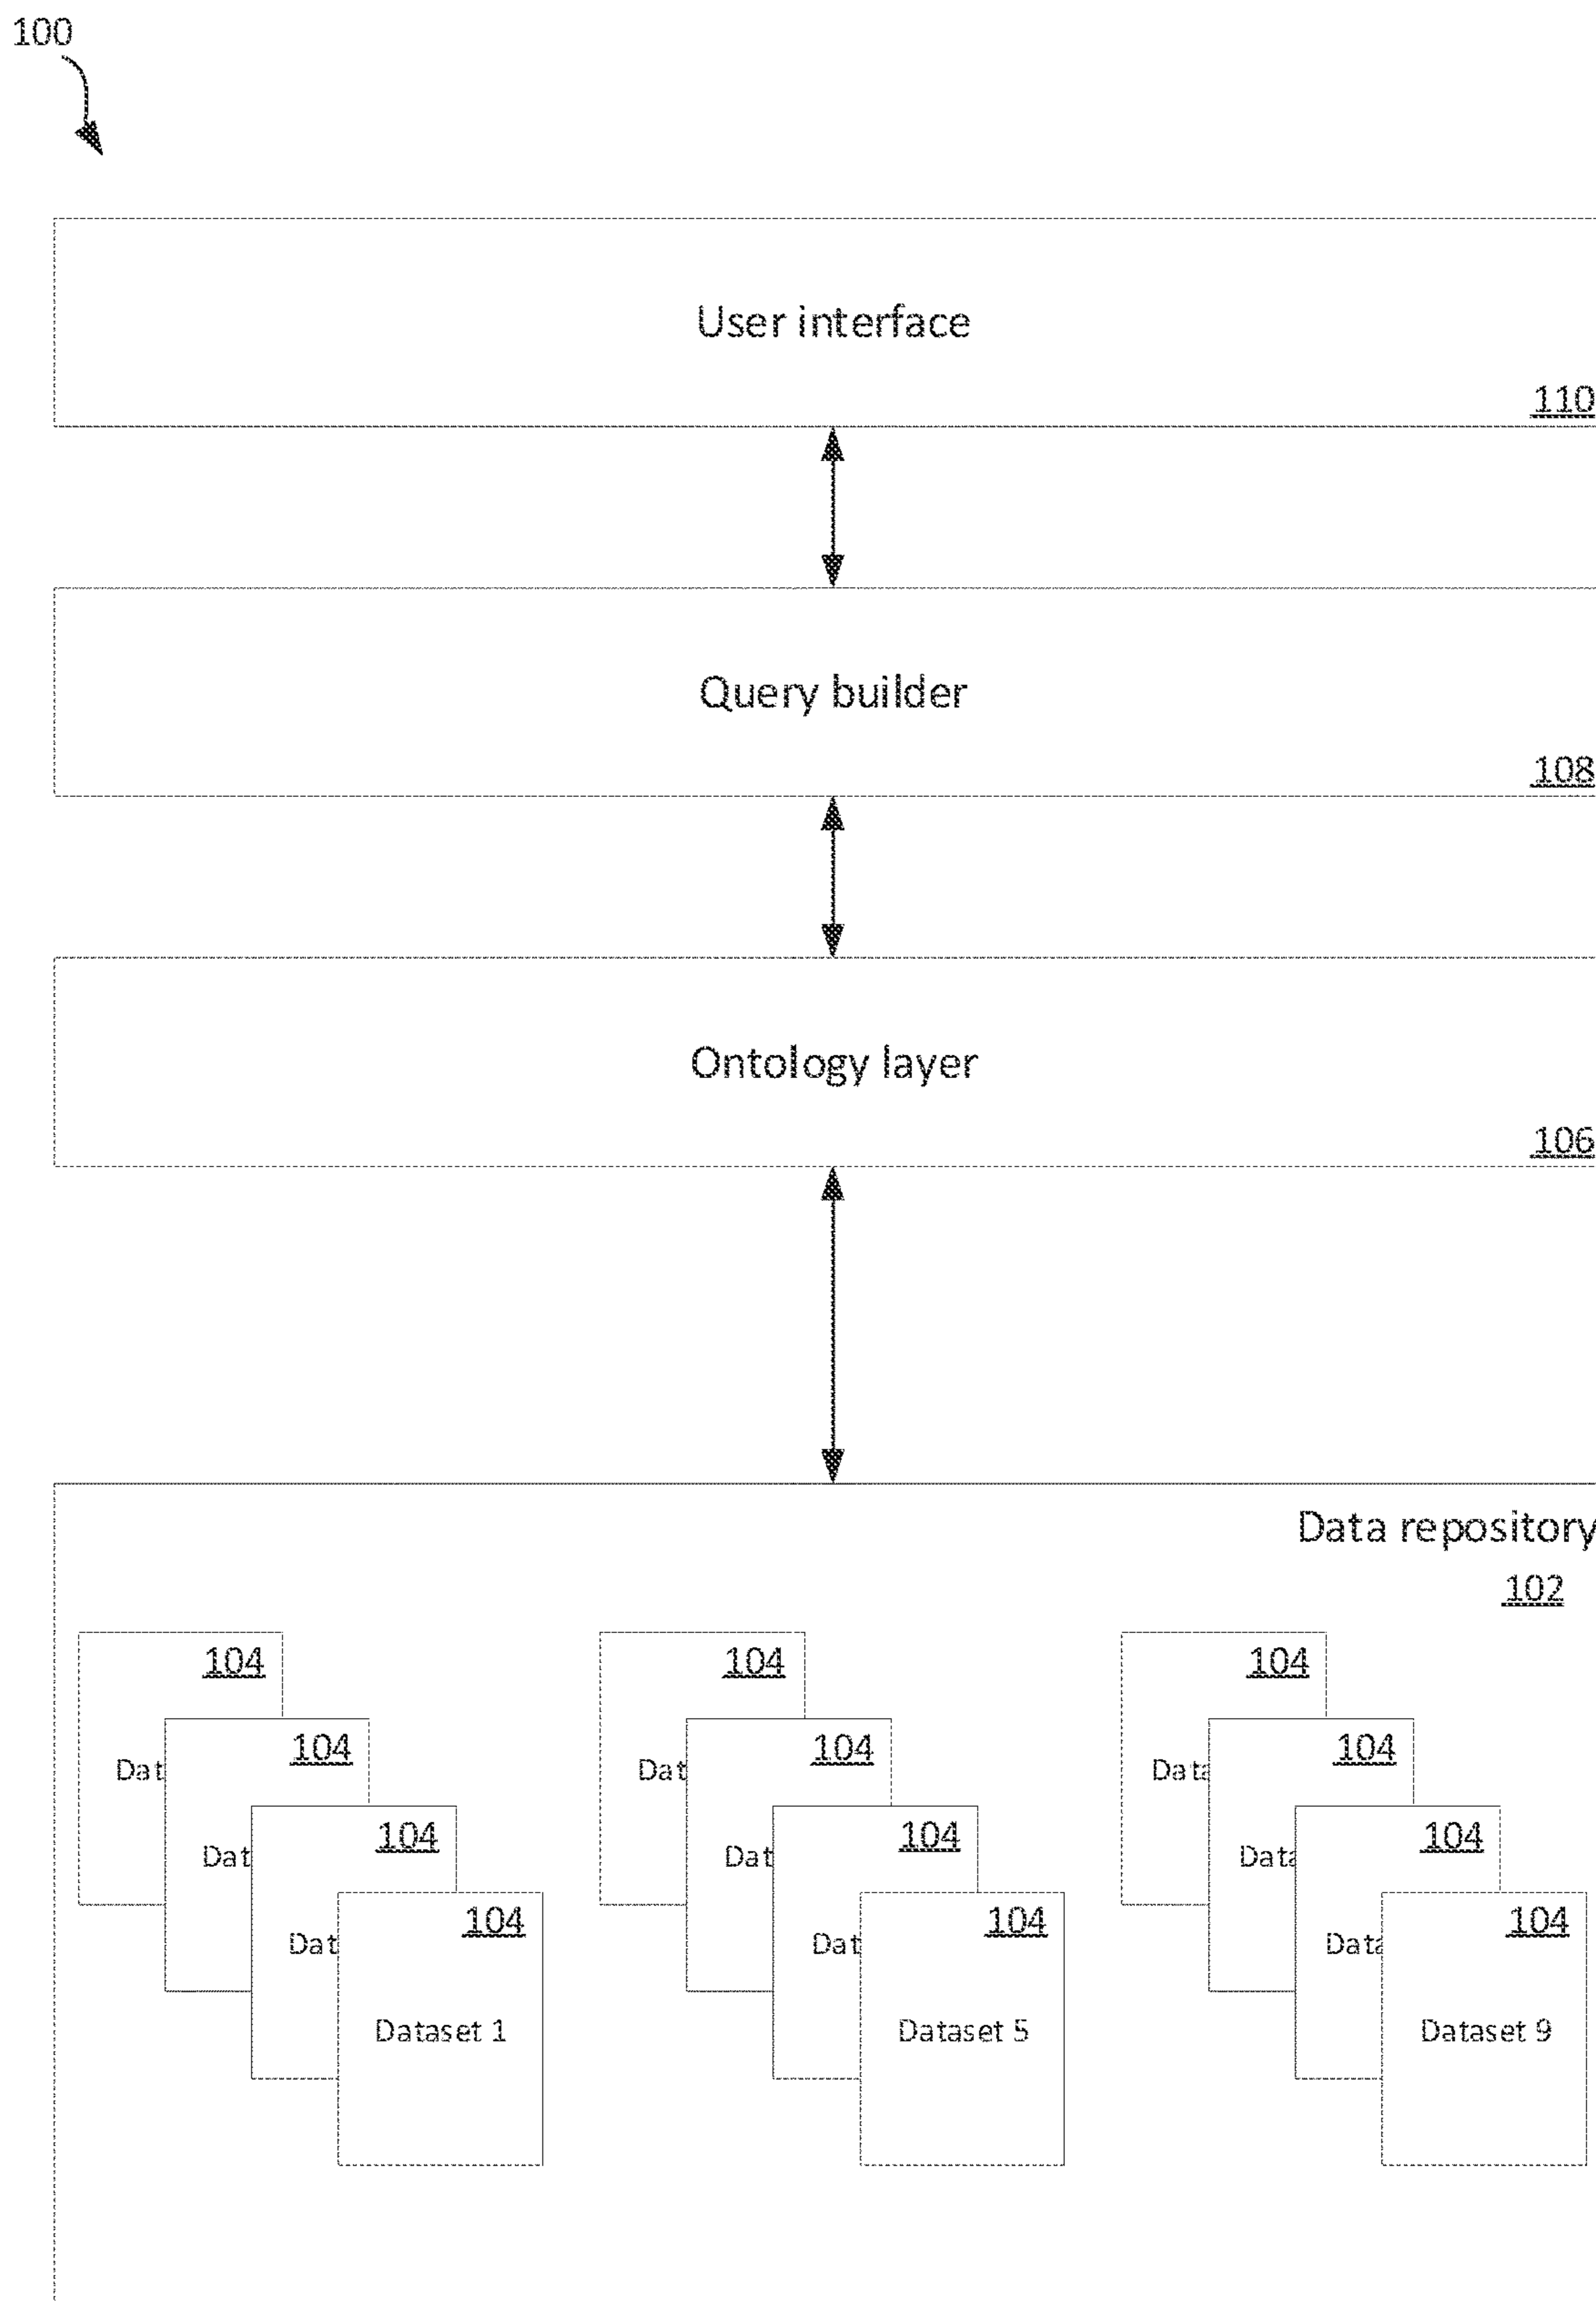 100
User interface
110
Query builder
108
Ontology layer
106
Data repository
102
104
104
104
104
Dataset 1
104
104
104
104
Dataset 5
104
104
104
104
Dataset 9